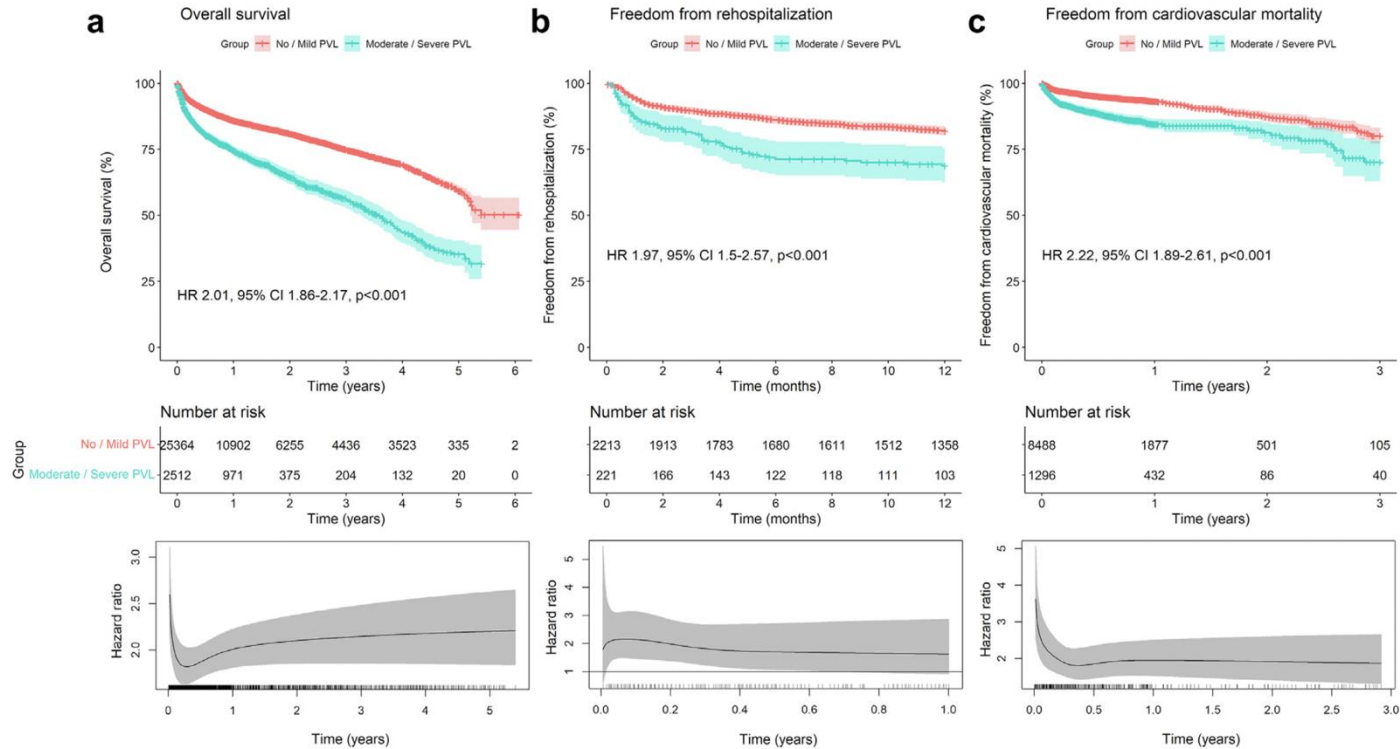 a Overall survival
Group No / Mild PVL Moderate / Severe PVL
Overall survival (%)
100
75
50
25
0
HR 2.01, 95% CI 1.86-2.17, p<0.001
0 1 2 3 4 5 6
Time (years)
Number at risk
Group
No / Mild PVL 25364 10902 6255 4436 3523 335 2
Moderate / Severe PVL 2512 971 375 204 132 20 0
0 1 2 3 4 5 6
Time (years)
Hazard ratio
3.0
2.5
2.0
0 1 2 3 4 5
Time (years)
b Freedom from rehospitalization
Group No / Mild PVL Moderate / Severe PVL
Freedom from rehospitalization (%)
100
75
50
25
0
HR 1.97, 95% CI 1.5-2.57, p<0.001
0 2 4 6 8 10 12
Time (months)
Number at risk
2213 1913 1783 1680 1611 1512 1358
221 166 143 122 118 111 103
0 2 4 6 8 10 12
Time (months)
Hazard ratio
5
4
3
2
1
0.0 0.2 0.4 0.6 0.8 1.0
Time (years)
c Freedom from cardiovascular mortality
Group No / Mild PVL Moderate / Severe PVL
Freedom from cardiovascular mortality (%)
100
75
50
25
0
HR 2.22, 95% CI 1.89-2.61, p<0.001
0 1 2 3
Time (years)
Number at risk
8488 1877 501 105
1296 432 86 40
0 1 2 3
Time (years)
Hazard ratio
5
4
3
2
0.0 0.5 1.0 1.5 2.0 2.5 3.0
Time (years)